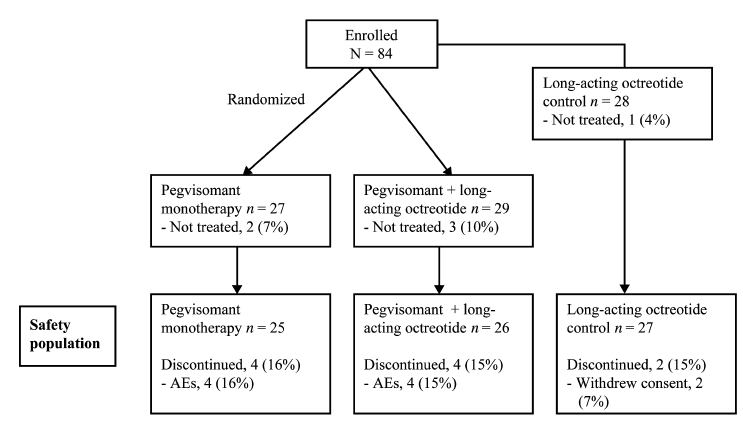 Enrolled
N = 84
Randomized
Long-acting octreotide
control n = 28
- Not treated, 1 (4%)
Pegvisomant
monotherapy n = 27
- Not treated, 2 (7%)
Pegvisomant + long-
acting octreotide n = 29
- Not treated, 3 (10%)
Safety
population
Pegvisomant
monotherapy n = 25
Discontinued, 4 (16%)
- AEs, 4 (16%)
Pegvisomant + long-
acting octreotide n = 26
Discontinued, 4 (15%)
- AEs, 4 (15%)
Long-acting octreotide
control n = 27
Discontinued, 2 (15%)
- Withdrew consent, 2
(7%)